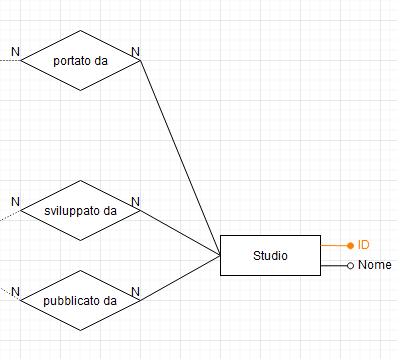 N
N
portato da
N
N
sviluppato da
ID
Studio
Nome
N
N
pubblicato da